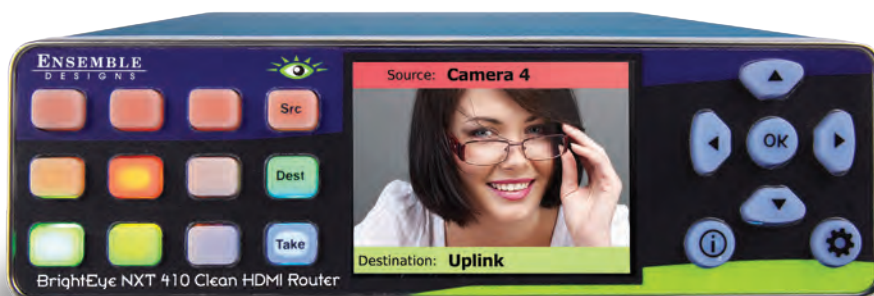 ENSEMBLE
DESIGNS
Src
Dest
Take
BrightEye NXT 410 Clean HDMI Router
Source: Camera 4
Destination: Uplink
OK
i